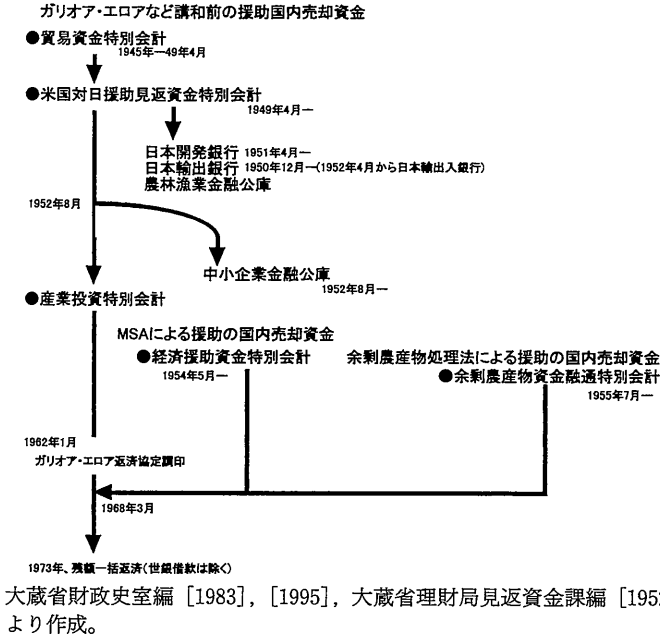 ガリオア・エロアなど講和前の援助国内売却資金
●貿易資金特別会計
1945年―49年4月
●米国対日援助見返資金特別会計
1949年4月―
日本開発銀行 1951年4月―
日本輸出銀行 1950年12月―(1952年4月から日本輸出入銀行)
農林漁業金融公庫
1952年8月
中小企業金融公庫
1952年8月―
●産業投資特別会計
MSAによる援助の国内売却資金
●経済援助資金特別会計
1954年5月―
余剰農産物処理法による援助の国内売却資金
●余剰農産物資金融通特別会計
1955年7月―
1962年1月
ガリオア・エロア返済協定調印
1968年3月
1973年、残額一括返済(世銀借款は除く)
大蔵省財政史室編［1983］，［1995］，大蔵省理財局見返資金課編［195
より作成。